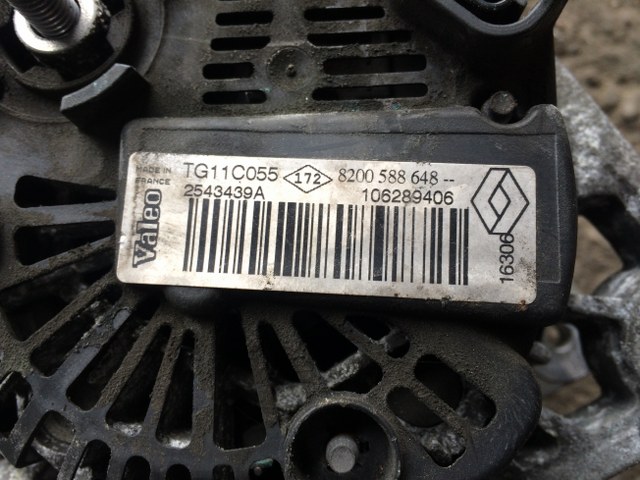 MADE IN
FRANCE
Valeo
TG11C055 172 8200 588 648 --
2543439A 106289406
16306